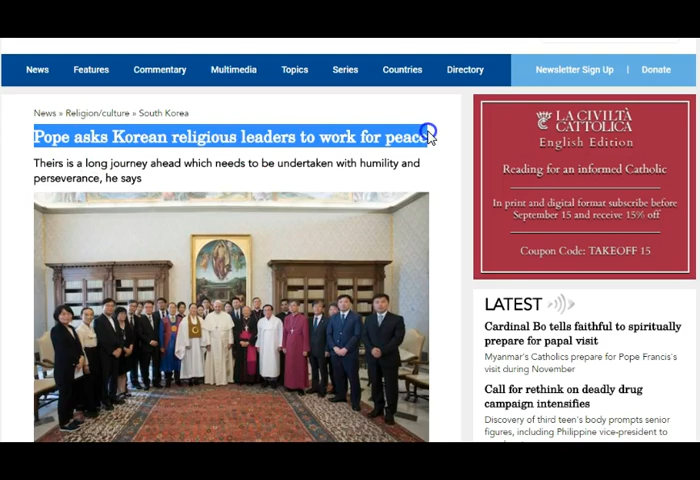 News
Features
Commentary
Multimedia
Topics
Series
Countries
Directory
Newsletter Sign Up | Donate
News » Religion/culture » South Korea
Pope asks Korean religious leaders to work for peace
Theirs is a long journey ahead which needs to be undertaken with humility and
perseverance, he says
LA CIVILTÀ
CATTOLICA
English Edition
Reading for an informed Catholic
In print and digital format subscribe before
September 15 and receive 15% off
Coupon Code: TAKEOFF 15
LATEST
Cardinal Bo tells faithful to spiritually
prepare for papal visit
Myanmar's Catholics prepare for Pope Francis's
visit during November
Call for rethink on deadly drug
campaign intensifies
Discovery of third teen's body prompts senior
figures, including Philippine vice-president to